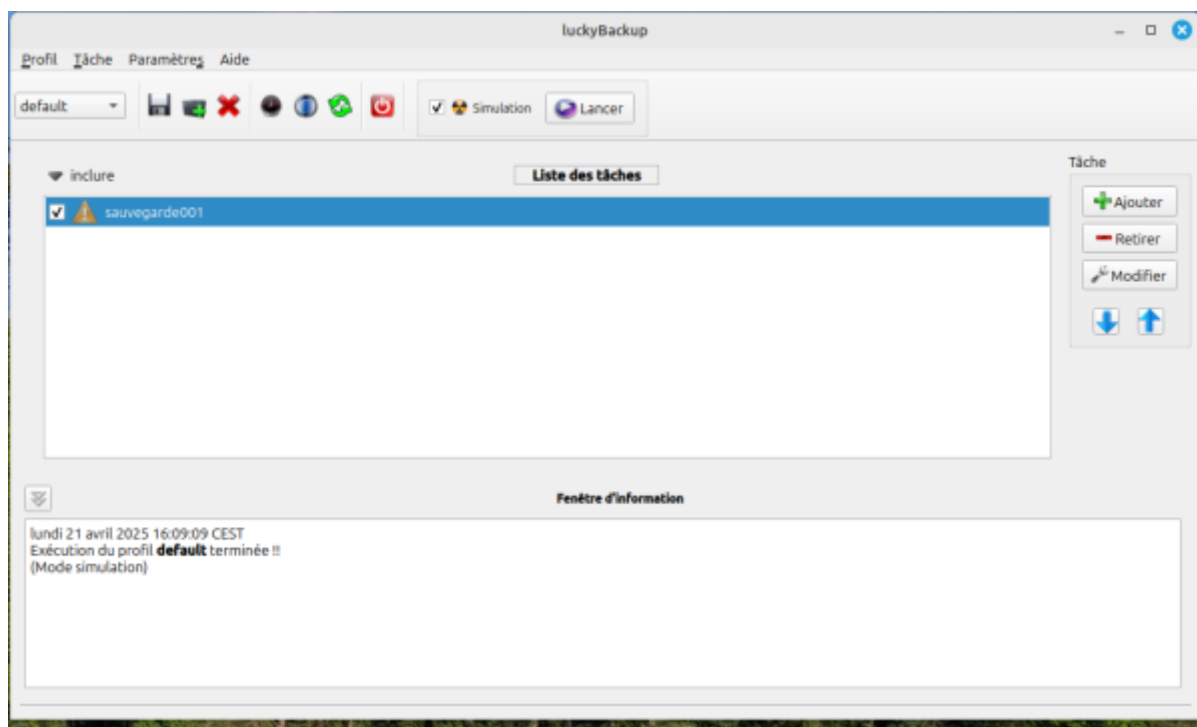 luckyBackup
Profil Tâche Paramètres Aide
default Simulation Lancer
Tâche
inclure Liste des tâches
Ajouter
sauvegarde001
Retirer
Modifier
Fenêtre d'information
lundi 21 avril 2025 16:09:09 CEST
Exécution du profil default terminée !!
(Mode simulation)